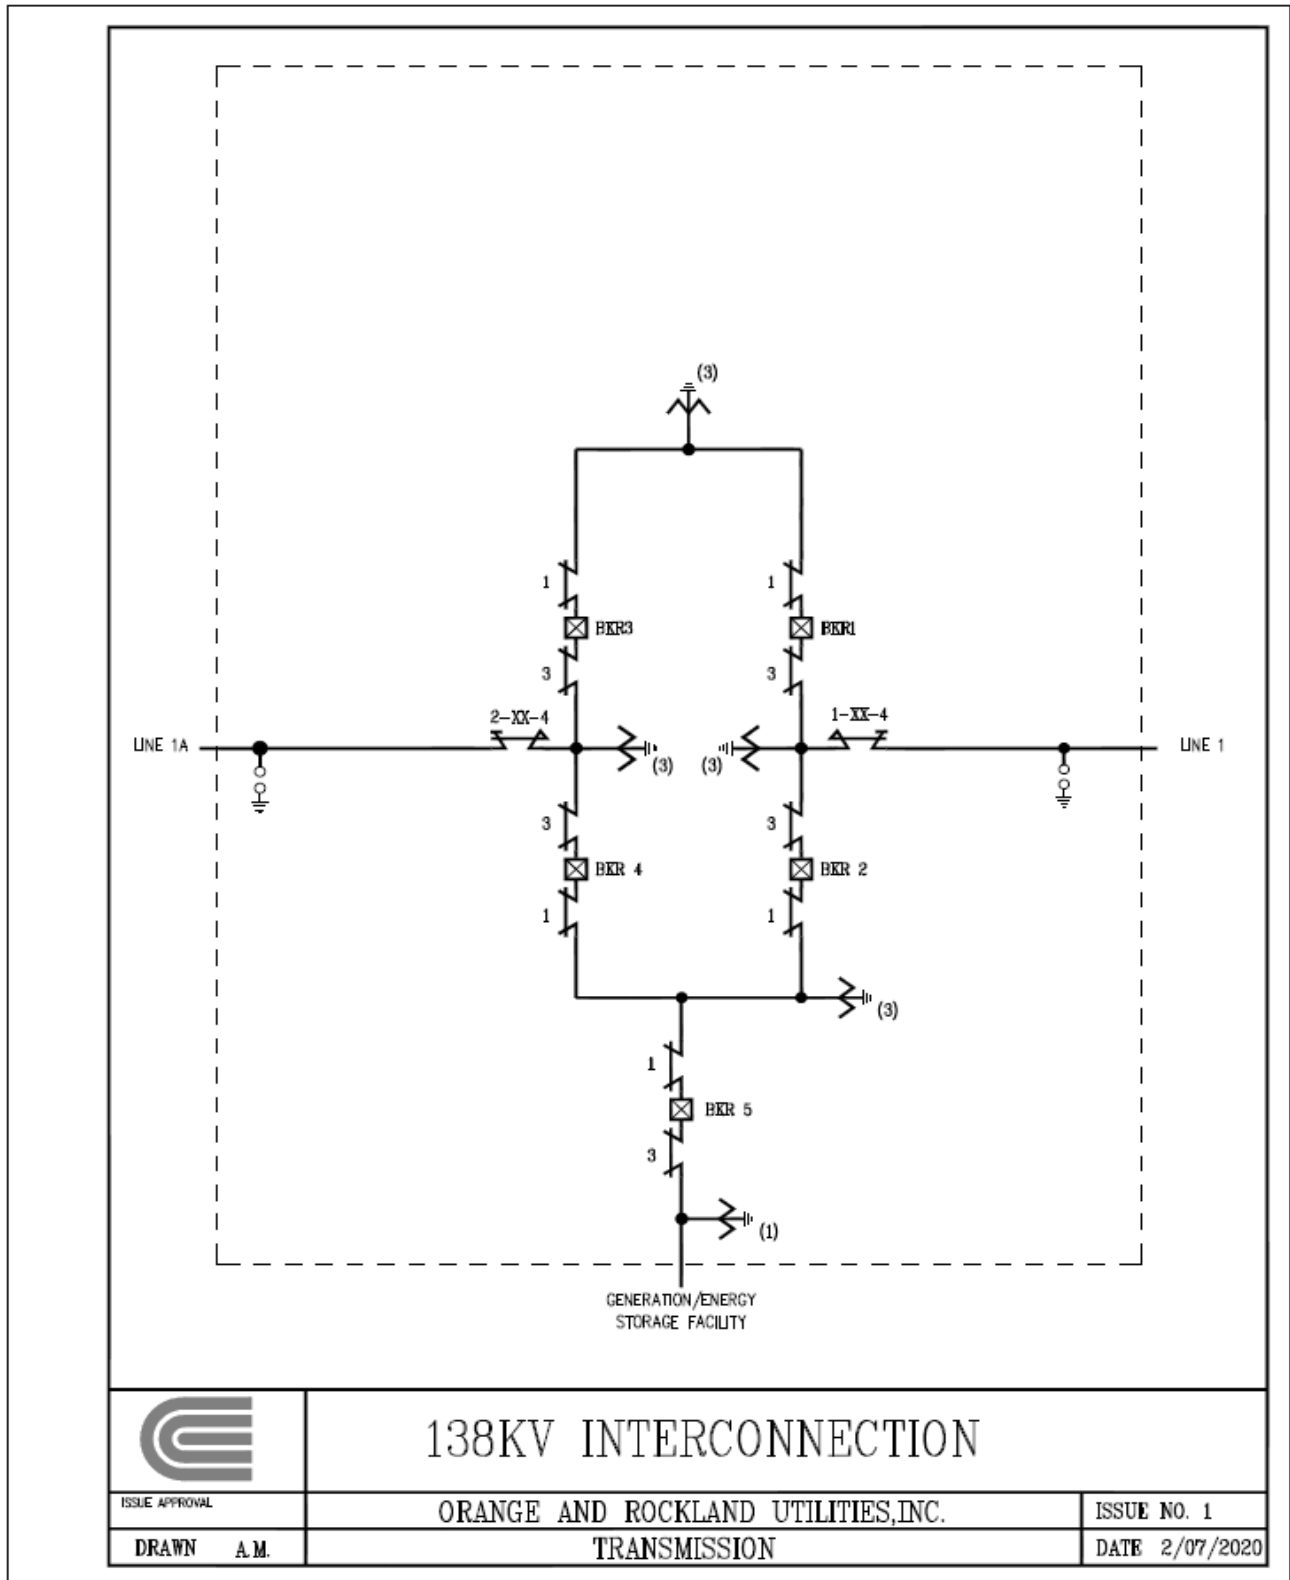 (3)
1
1
BKR3
BKR1
3
3
2-XX-4
1-XX-4
LINE 1A
LINE 1
(3)
(3)
3
3
BKR 4
BKR 2
1
1
(3)
1
BKR 5
3
(1)
GENERATION/ENERGY
STORAGE FACILITY
138KV INTERCONNECTION
ISSUE APPROVAL
ORANGE AND ROCKLAND UTILITIES,INC.
ISSUE NO. 1
DRAWN A.M.
TRANSMISSION
DATE 2/07/2020